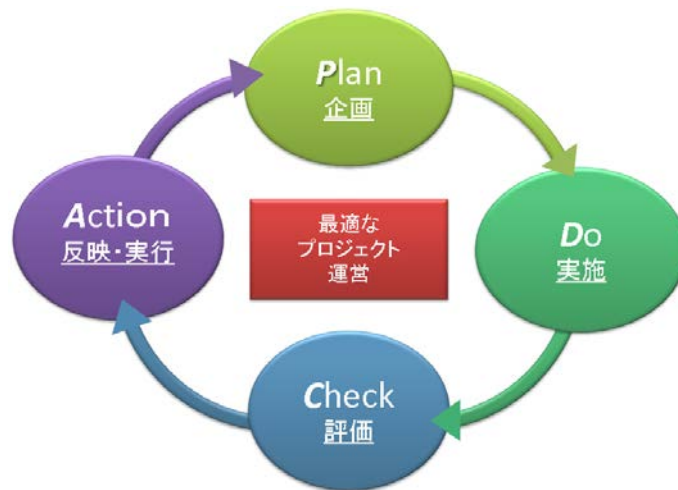 Plan
企画
Do
実施
Check
評価
Action
反映・実行
最適な
プロジェクト
運営